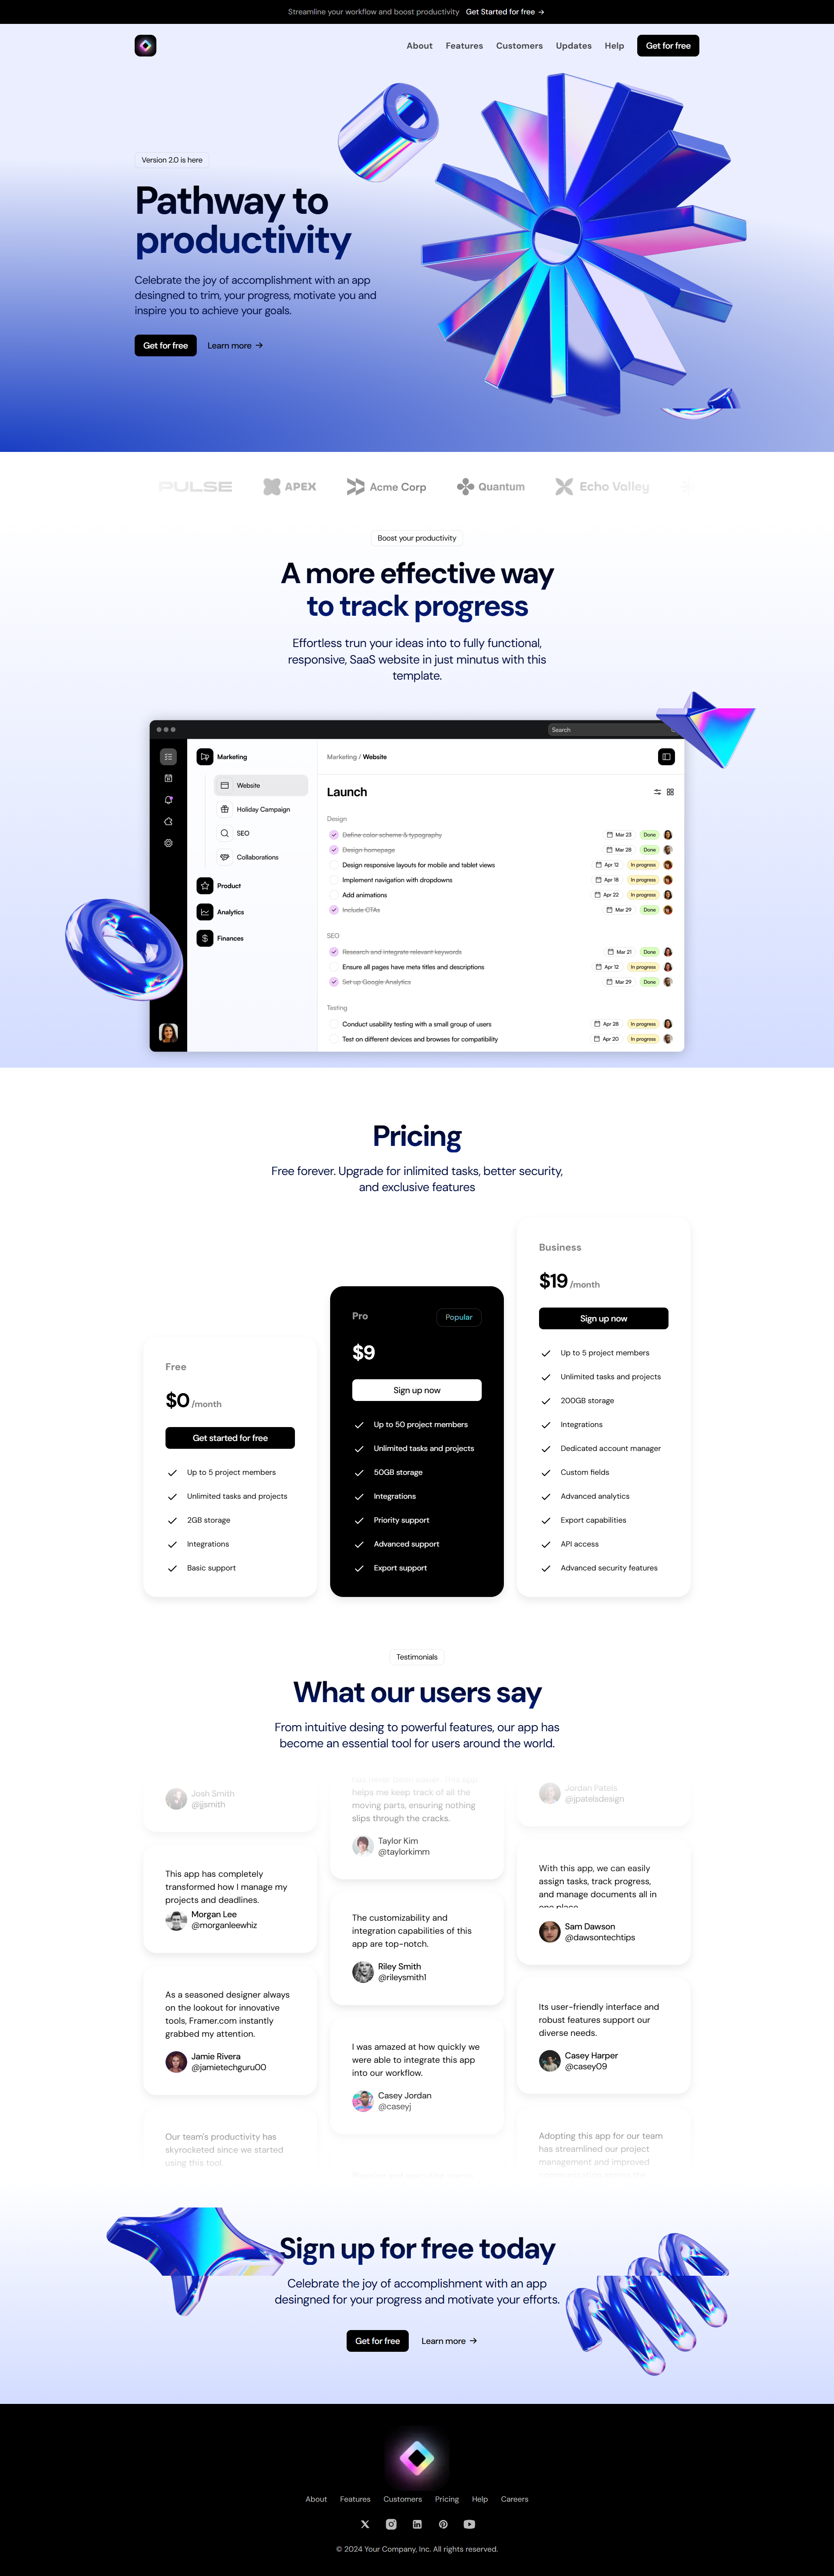 Streamline your workflow and boost productivity Get Started for free →
About Features Customers Updates Help Get for free
Version 2.0 is here
Pathway to
productivity
Celebrate the joy of accomplishment with an app
desingned to trim, your progress, motivate you and
inspire you to achieve your goals.
Get for free Learn more →
PULSE APEX Acme Corp Quantum Echo Valley
Boost your productivity
A more effective way
to track progress
Effortless trun your ideas into to fully functional,
responsive, SaaS website in just minutus with this
template.
Search
Marketing
Website
Holiday Campaign
SEO
Collaborations
Product
Analytics
Finances
Marketing / Website
Launch
Design
Define color scheme & typography Mar 23 Done
Design homepage Mar 28 Done
Design responsive layouts for mobile and tablet views Apr 12 In progress
Implement navigation with dropdowns Apr 18 In progress
Add animations Apr 22 In progress
Include CTAs Mar 29 Done
SEO
Research and integrate relevant keywords Mar 21 Done
Ensure all pages have meta titles and descriptions Apr 12 In progress
Set up Google Analytics Mar 29 Done
Testing
Conduct usability testing with a small group of users Apr 28 In progress
Test on different devices and browses for compatibility Apr 20 In progress
Pricing
Free forever. Upgrade for inlimited tasks, better security,
and exclusive features
Free
$0 /month
Get started for free
Up to 5 project members
Unlimited tasks and projects
2GB storage
Integrations
Basic support
Pro Popular
$9
Sign up now
Up to 50 project members
Unlimited tasks and projects
50GB storage
Integrations
Priority support
Advanced support
Export support
Business
$19 /month
Sign up now
Up to 5 project members
Unlimited tasks and projects
200GB storage
Integrations
Dedicated account manager
Custom fields
Advanced analytics
Export capabilities
API access
Advanced security features
Testimonials
What our users say
From intuitive desing to powerful features, our app has
become an essential tool for users around the world.
Josh Smith
@jjsmith
This app has completely
transformed how I manage my
projects and deadlines.
Morgan Lee
@morganleewhiz
As a seasoned designer always
on the lookout for innovative
tools, Framer.com instantly
grabbed my attention.
Jamie Rivera
@jamietechguru00
Our team's productivity has
skyrocketed since we started
using this tool.
helps me keep track of all the
moving parts, ensuring nothing
slips through the cracks.
Taylor Kim
@taylorkimm
The customizability and
integration capabilities of this
app are top-notch.
Riley Smith
@rileysmith1
I was amazed at how quickly we
were able to integrate this app
into our workflow.
Casey Jordan
@caseyj
Jordan Patels
@jpatelsdesign
With this app, we can easily
assign tasks, track progress,
and manage documents all in
one place
Sam Dawson
@dawsontechtips
Its user-friendly interface and
robust features support our
diverse needs.
Casey Harper
@casey09
Adopting this app for our team
has streamlined our project
management and improved
Sign up for free today
Celebrate the joy of accomplishment with an app
desingned for your progress and motivate your efforts.
Get for free Learn more →
About Features Customers Pricing Help Careers
© 2024 Your Company, Inc. All rights reserved.